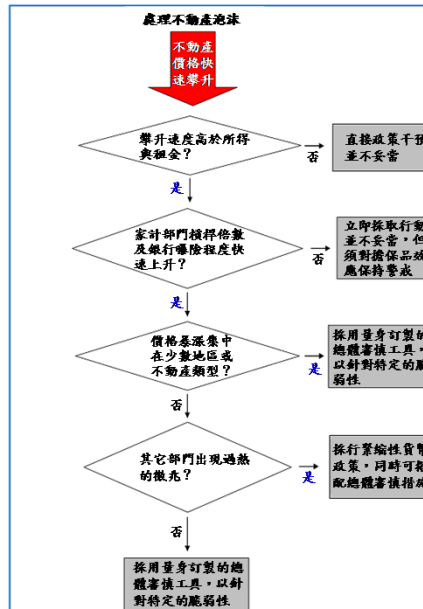 處理不動產泡沫
不動產
價格快
速攀升
攀升速度高於所得
與租金？
否
直接政策干預
並不妥當
是
家計部門槓桿倍數
及銀行曝險程度快
速上升？
否
立即採取行動
並不妥當，但
須對擔保品效
應保持警戒
是
價格暴漲集中
在少數地區或
不動產類型？
是
採用量身訂製的
總體審慎工具，
以針對特定的脆
弱性
否
其它部門出現過熱
的徵兆？
是
採行緊縮性貨幣
政策，同時可搭
配總體審慎措施
否
採用量身訂製的總
體審慎工具，以針
對特定的脆弱性